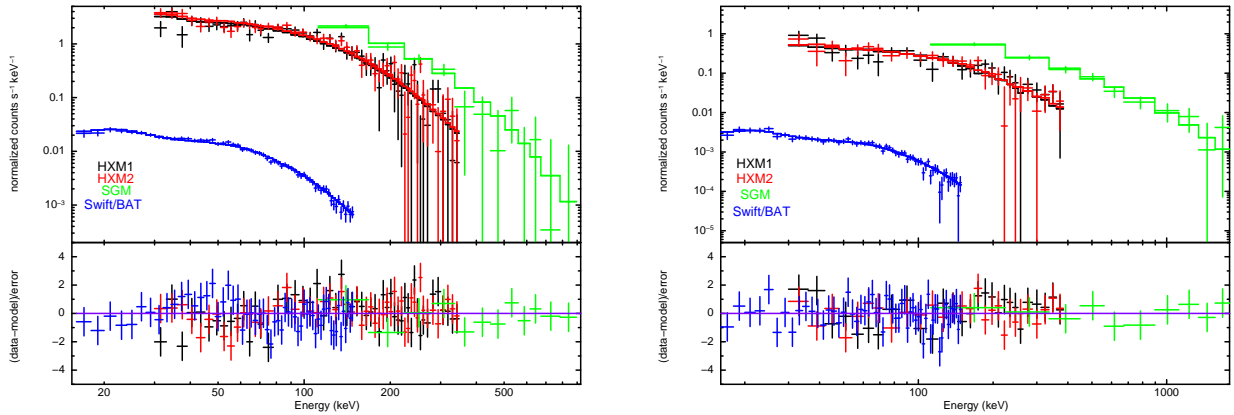 normalized counts s⁻¹ keV⁻¹
1
0.1
0.01
10⁻³
HXM1
HXM2
SGM
Swift/BAT
(data−model)/error
4
2
0
−2
−4
20
50
100
200
500
Energy (keV)
normalized counts s⁻¹ keV⁻¹
10
1
0.1
0.01
10⁻³
10⁻⁴
10⁻⁵
HXM1
HXM2
SGM
Swift/BAT
(data−model)/error
4
2
0
−2
−4
100
1000
Energy (keV)